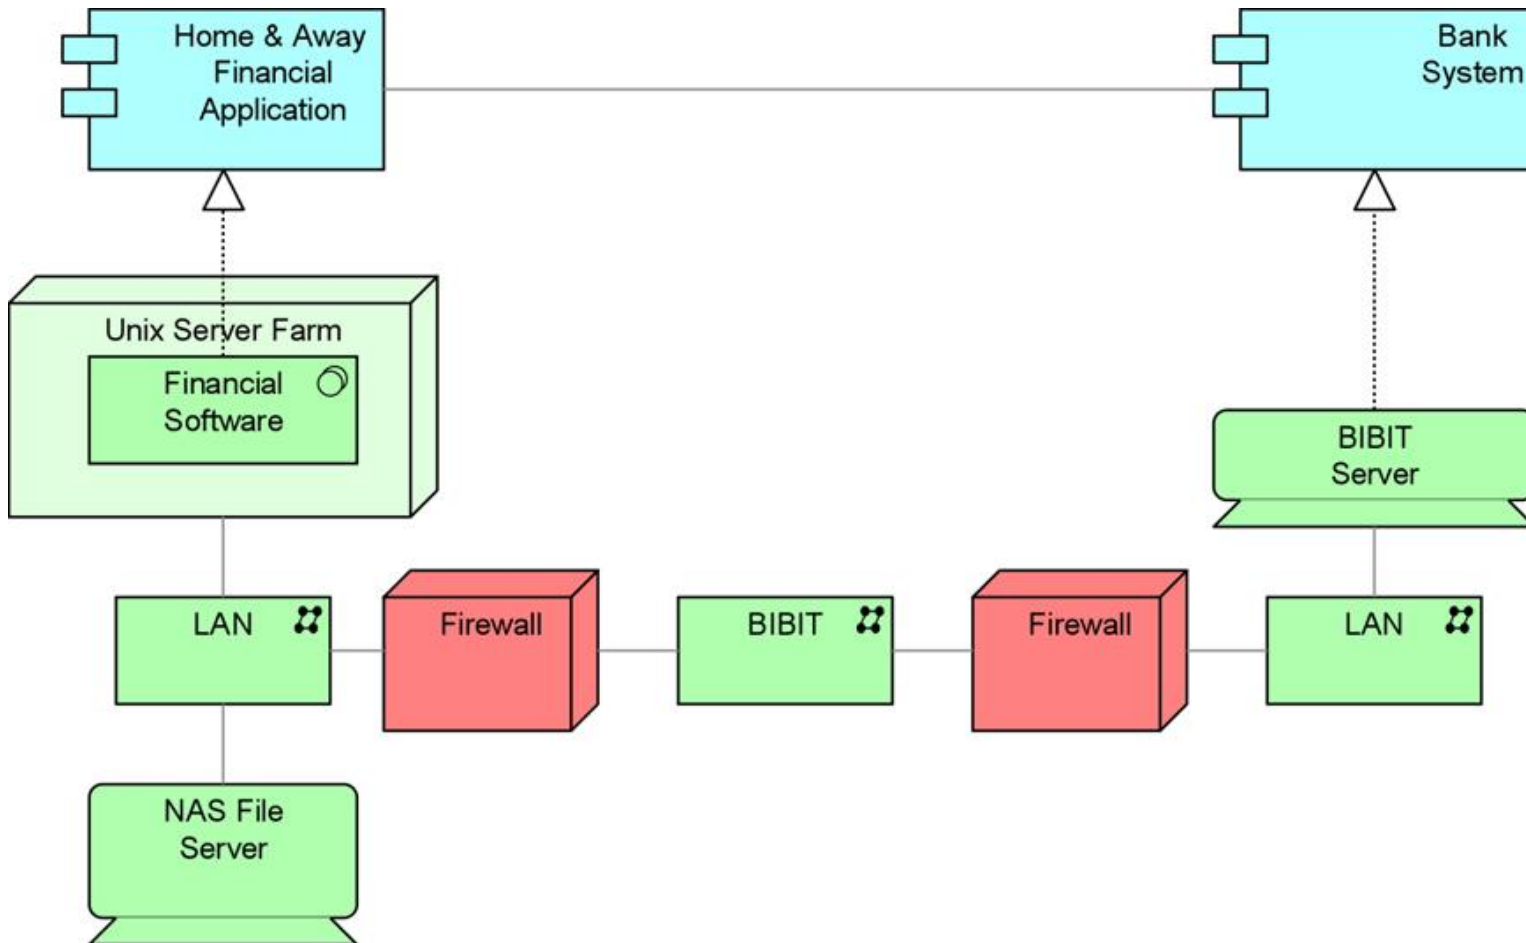 Home & Away
Financial
Application
Bank
System
Unix Server Farm
Financial
Software
BIBIT
Server
LAN
Firewall
BIBIT
Firewall
LAN
NAS File
Server